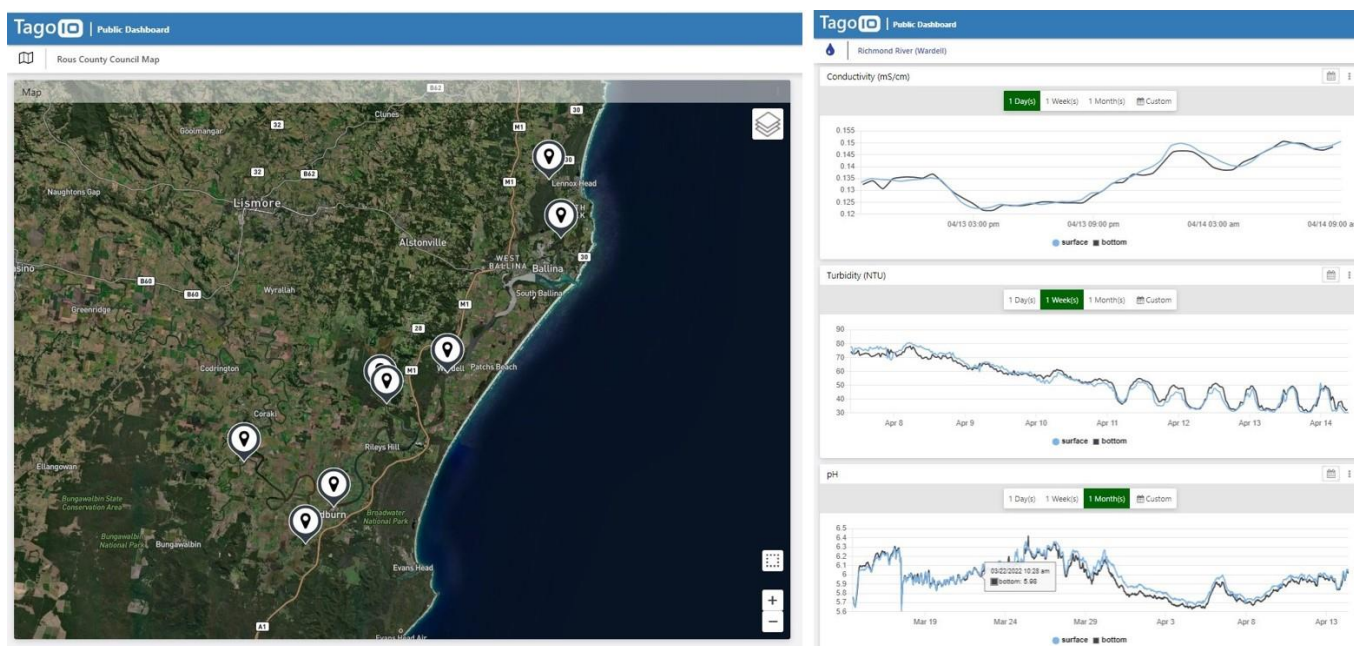 TagoIO | Public Dashboard
Rous County Council Map
Map
B62
Clunes
30
Goolmangar
32
M1
Naughtons Gap
32
B62
30
M1
Lennox Head
Lismore
Alstonville
WEST BALLINA
30
Ballina
B60
B60
Wyrallah
South Ballina
Greenridge
M1
28
Codrington
M1
Patchs Beach
Coraki
Rileys Hill
Ellangowan
Bungawalbin State
Conservation Area
Broadwater
National Park
Bungawalbin
National Park
Bungawalbin
Evans Head
A1
Evans Head Air
+
−
TagoIO | Public Dashboard
Richmond River (Wardell)
Conductivity (mS/cm)
1 Day(s) 1 Week(s) 1 Month(s) Custom
0.155
0.15
0.145
0.14
0.135
0.13
0.125
0.12
04/13 03:00 pm 04/13 09:00 pm 04/14 03:00 am 04/14 09:00 a
surface bottom
Turbidity (NTU)
1 Day(s) 1 Week(s) 1 Month(s) Custom
90
80
70
60
50
40
30
Apr 8 Apr 9 Apr 10 Apr 11 Apr 12 Apr 13 Apr 14
surface bottom
pH
1 Day(s) 1 Week(s) 1 Month(s) Custom
6.5
6.4
6.3
6.2
6.1
6
5.9
5.8
5.7
5.6
03/22/2022 10:28 am
bottom: 5.98
Mar 19 Mar 24 Mar 29 Apr 3 Apr 8 Apr 13
surface bottom